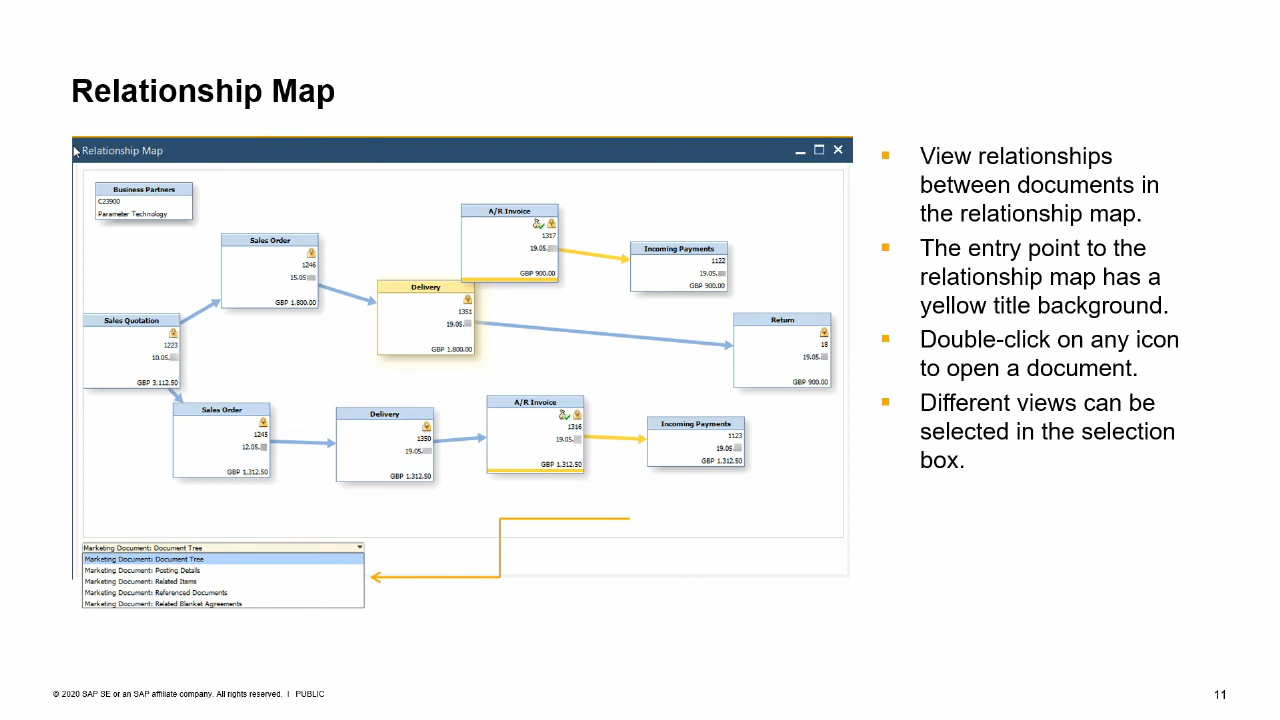 Relationship Map
Relationship Map
Business Partners
C23900
Parameter Technology
Sales Order
1246
15.05
GBP 1,800.00
A/R Invoice
1317
19.05.
GBP 900.00
Incoming Payments
1122
19.05.
GBP 900.00
Delivery
1351
19.05.
GBP 1,800.00
Sales Quotation
1223
10.05.
GBP 3,112.50
Return
18
19.05.
GBP 900.00
Sales Order
1245
12.05.
GBP 1,312.50
Delivery
1350
19.05.
GBP 1,312.50
A/R Invoice
1316
19.05.
GBP 1,312.50
Incoming Payments
1123
19.05.
GBP 1,312.50
Marketing Document: Document Tree
Marketing Document: Document Tree
Marketing Document: Posting Details
Marketing Document: Related Items
Marketing Document: Referenced Documents
Marketing Document: Related Blanket Agreements
View relationships
between documents in
the relationship map.
The entry point to the
relationship map has a
yellow title background.
Double-click on any icon
to open a document.
Different views can be
selected in the selection
box.
© 2020 SAP SE or an SAP affiliate company. All rights reserved. I PUBLIC
11